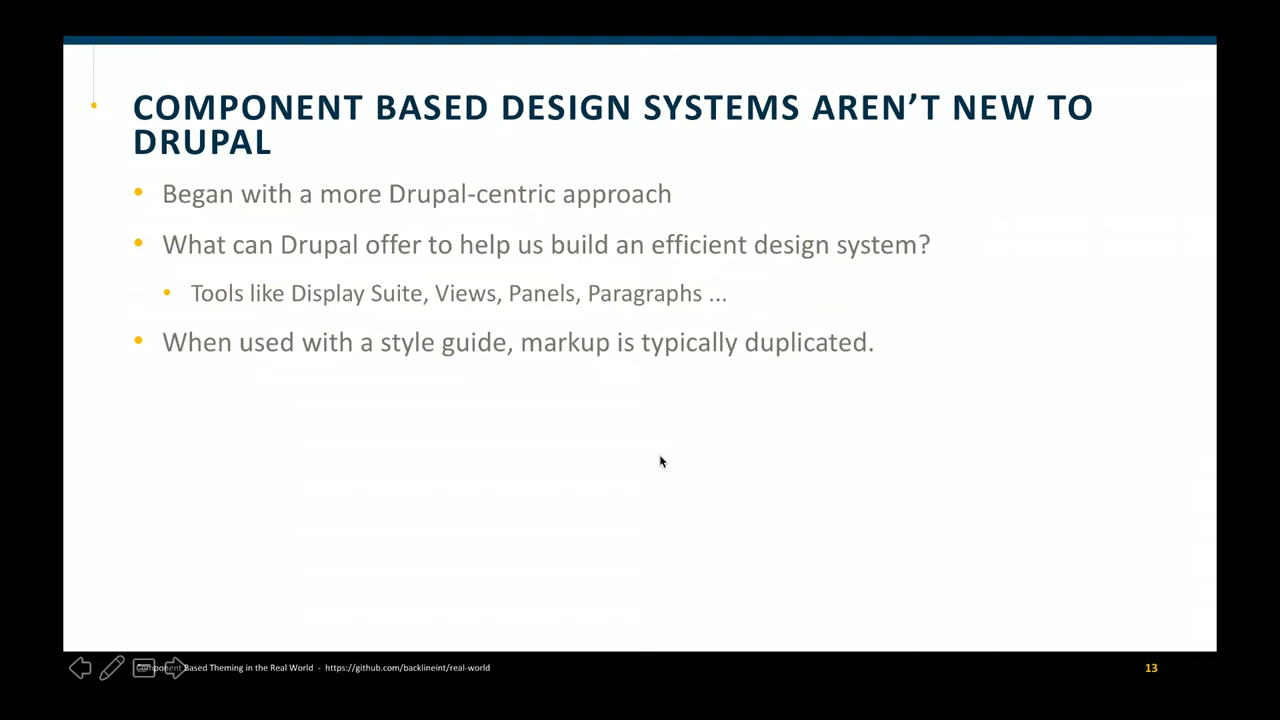 COMPONENT BASED DESIGN SYSTEMS AREN’T NEW TO
DRUPAL
• Began with a more Drupal-centric approach
• What can Drupal offer to help us build an efficient design system?
• Tools like Display Suite, Views, Panels, Paragraphs ...
• When used with a style guide, markup is typically duplicated.
Component Based Theming in the Real World - https://github.com/backlineint/real-world
13